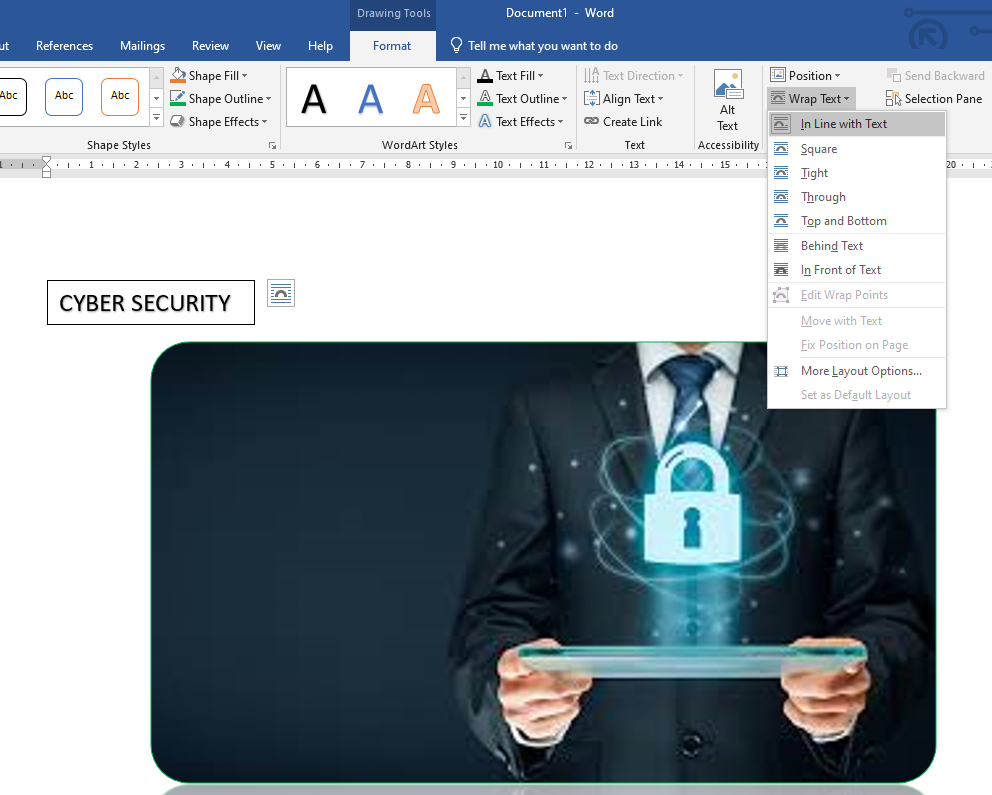 Drawing Tools
Document1 - Word
ut References Mailings Review View Help Format Tell me what you want to do
Abc Abc Abc
Shape Fill
Shape Outline
Shape Effects
Shape Styles
A A A
Text Fill
Text Outline
Text Effects
WordArt Styles
Text Direction
Align Text
Create Link
Text
Alt
Text
Accessibility
Position
Wrap Text
Send Backward
Selection Pane
1 1 2 3 4 5 6 7 8 9 10 11 12 13 14 15 20
In Line with Text
Square
Tight
Through
Top and Bottom
Behind Text
In Front of Text
Edit Wrap Points
Move with Text
Fix Position on Page
More Layout Options...
Set as Default Layout
CYBER SECURITY